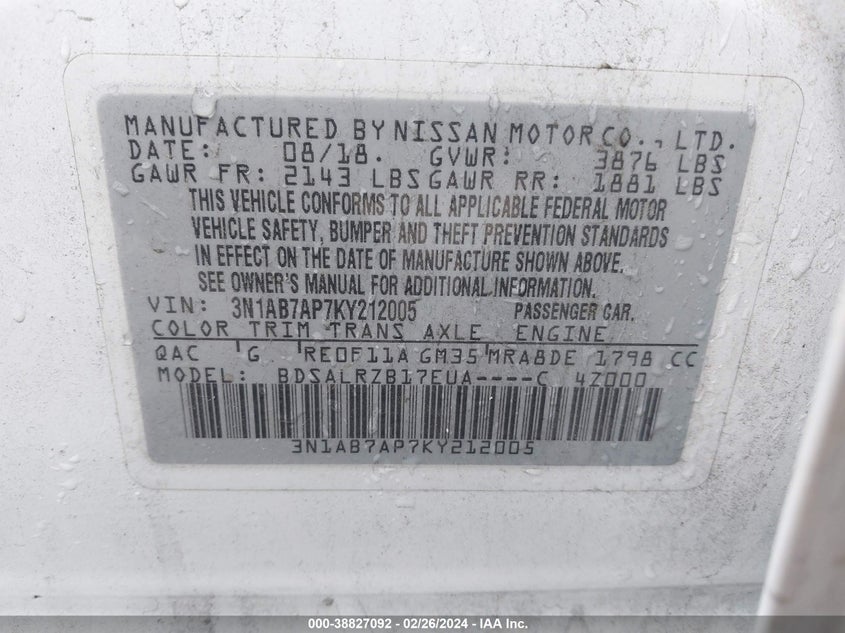 MANUFACTURED BY NISSAN MOTOR CO., LTD.
DATE: 08/18. GVWR: 3876 LBS
GAWR FR: 2143 LBS GAWR RR: 1881 LBS
THIS VEHICLE CONFORMS TO ALL APPLICABLE FEDERAL MOTOR
VEHICLE SAFETY, BUMPER AND THEFT PREVENTION STANDARDS
IN EFFECT ON THE DATE OF MANUFACTURE SHOWN ABOVE.
SEE OWNER'S MANUAL FOR ADDITIONAL INFORMATION.
VIN: 3N1AB7AP7KY212005 PASSENGER CAR.
COLOR TRIM TRANS AXLE ENGINE
QAC ' G ' RE0F11A GM35 ' MRA8DE 1798 CC
MODEL: BDSALRZB17EUA----C 4Z000
3N1AB7AP7KY212005
000-38827092 - 02/26/2024 - IAA Inc.